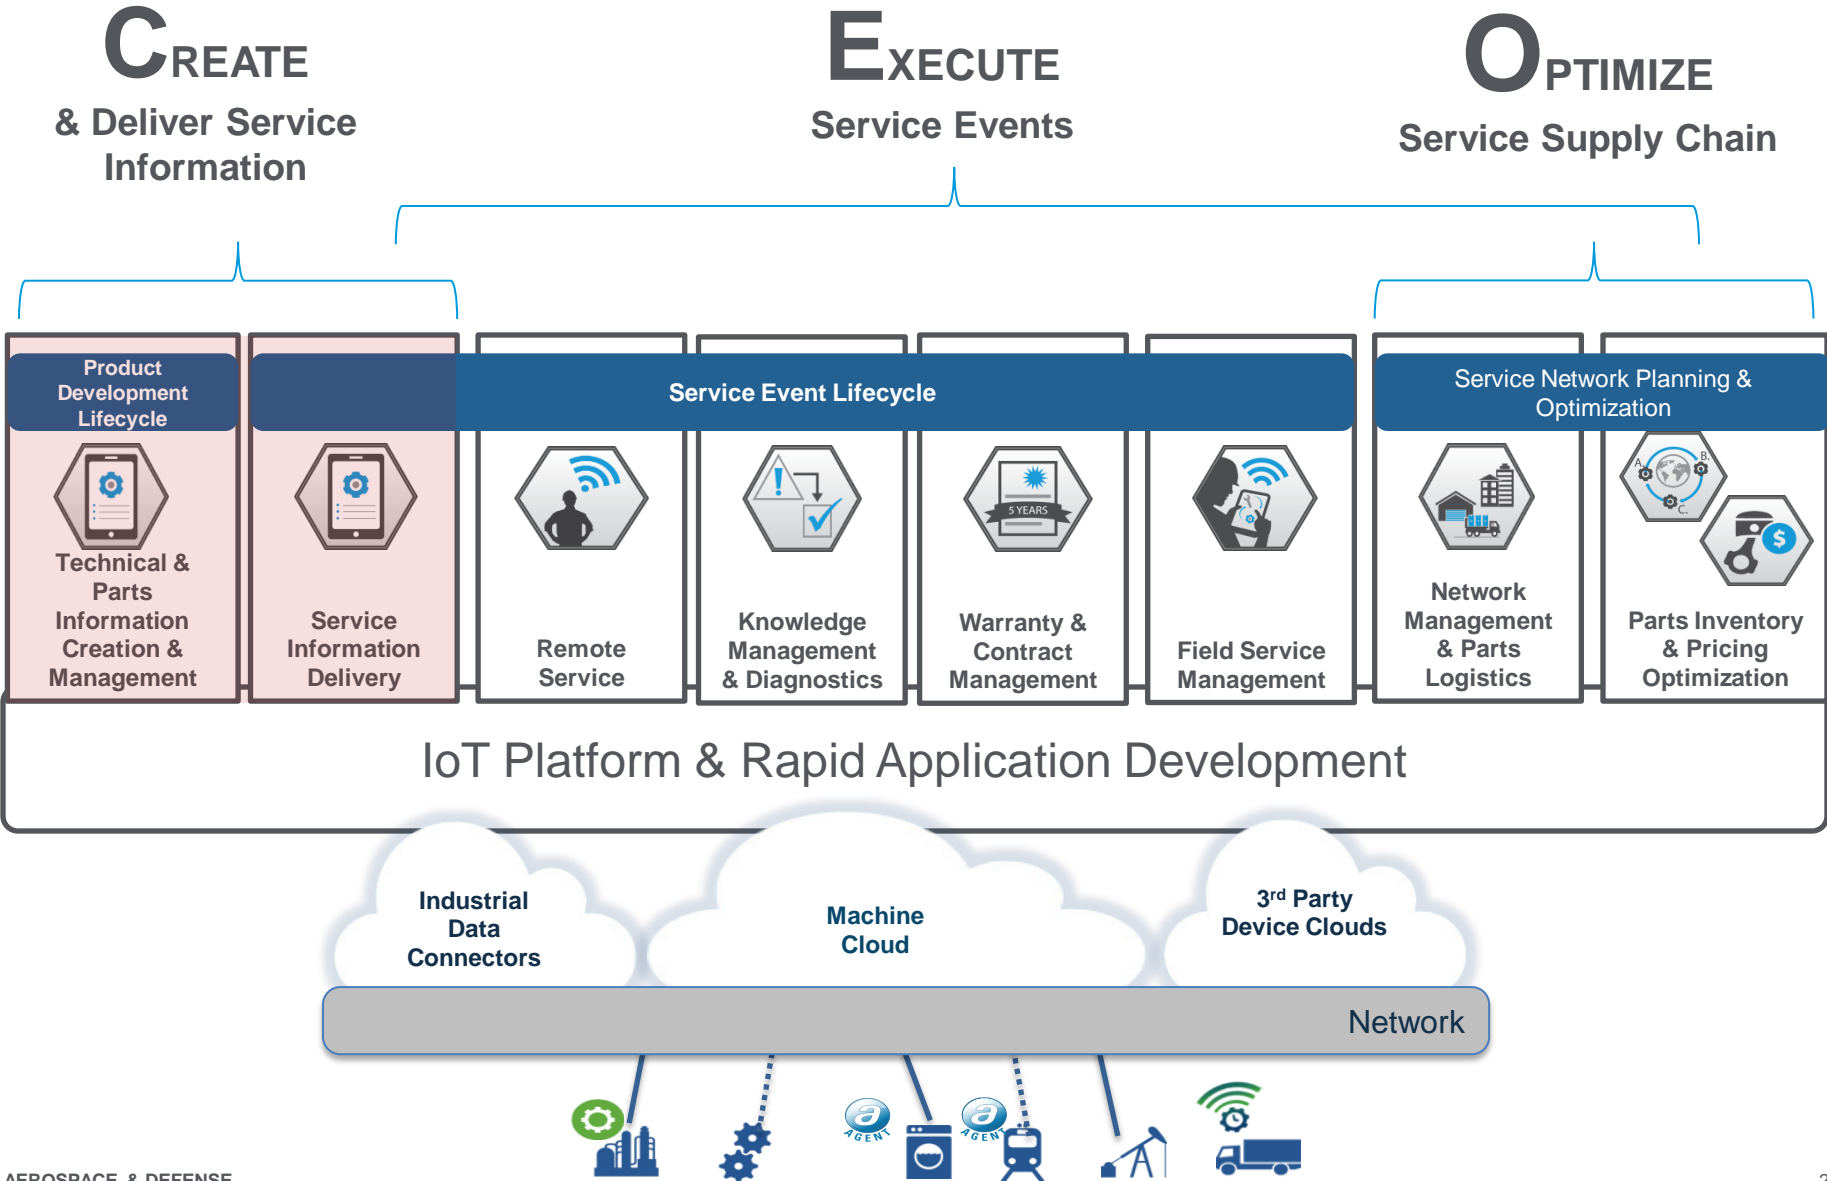 CREATE
& Deliver Service
Information
EXECUTE
Service Events
OPTIMIZE
Service Supply Chain
Product
Development
Lifecycle
Service Event Lifecycle
Service Network Planning &
Optimization
5 YEARS
A.
B.
C.
$
Technical &
Parts
Information
Creation &
Management
Service
Information
Delivery
Remote
Service
Knowledge
Management
& Diagnostics
Warranty &
Contract
Management
Field Service
Management
Network
Management
& Parts
Logistics
Parts Inventory
& Pricing
Optimization
IoT Platform & Rapid Application Development
Industrial
Data
Connectors
Machine
Cloud
3rd Party
Device Clouds
Network
a
AGENT
a
AGENT
AEROSPACE & DEFENSE